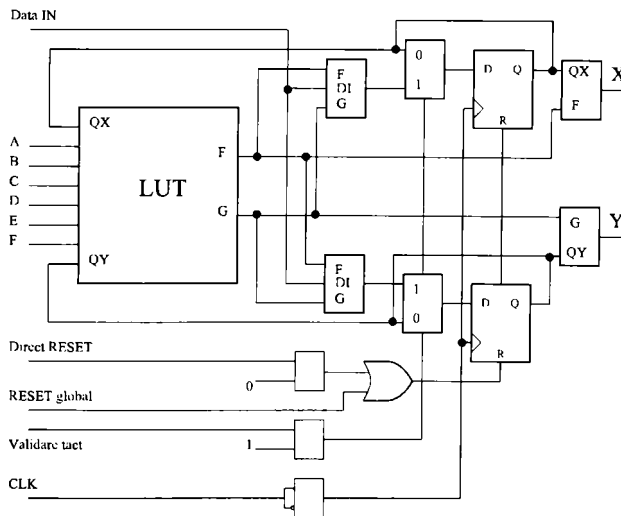 Data IN
0
1
F
DI
G
D
Q
R
QX
F
X
QX
A
B
C
D
E
F
QY
LUT
F
G
G
QY
Y
F
DI
G
1
0
D
Q
R
Direct RESET
0
RESET global
Validare tact
1
CLK